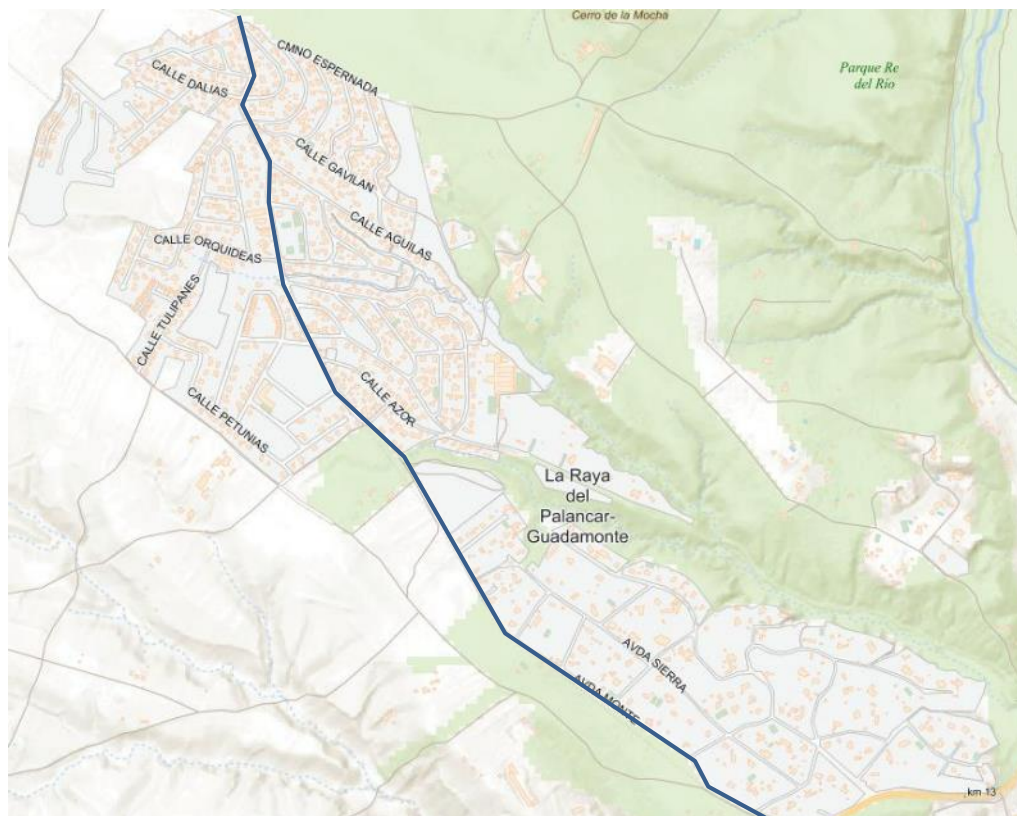 Cerro de la Mocha
CMNO ESPERNADA
CALLE DALIAS
Parque Re
del Río
CALLE GAVILAN
CALLE AGUILAS
CALLE ORQUIDEAS
CALLE TULIPANES
CALLE AZOR
CALLE PETUNIAS
La Raya
del
Palancar-
Guadamonte
AVDA SIERRA
AVDA MONTE
km 13